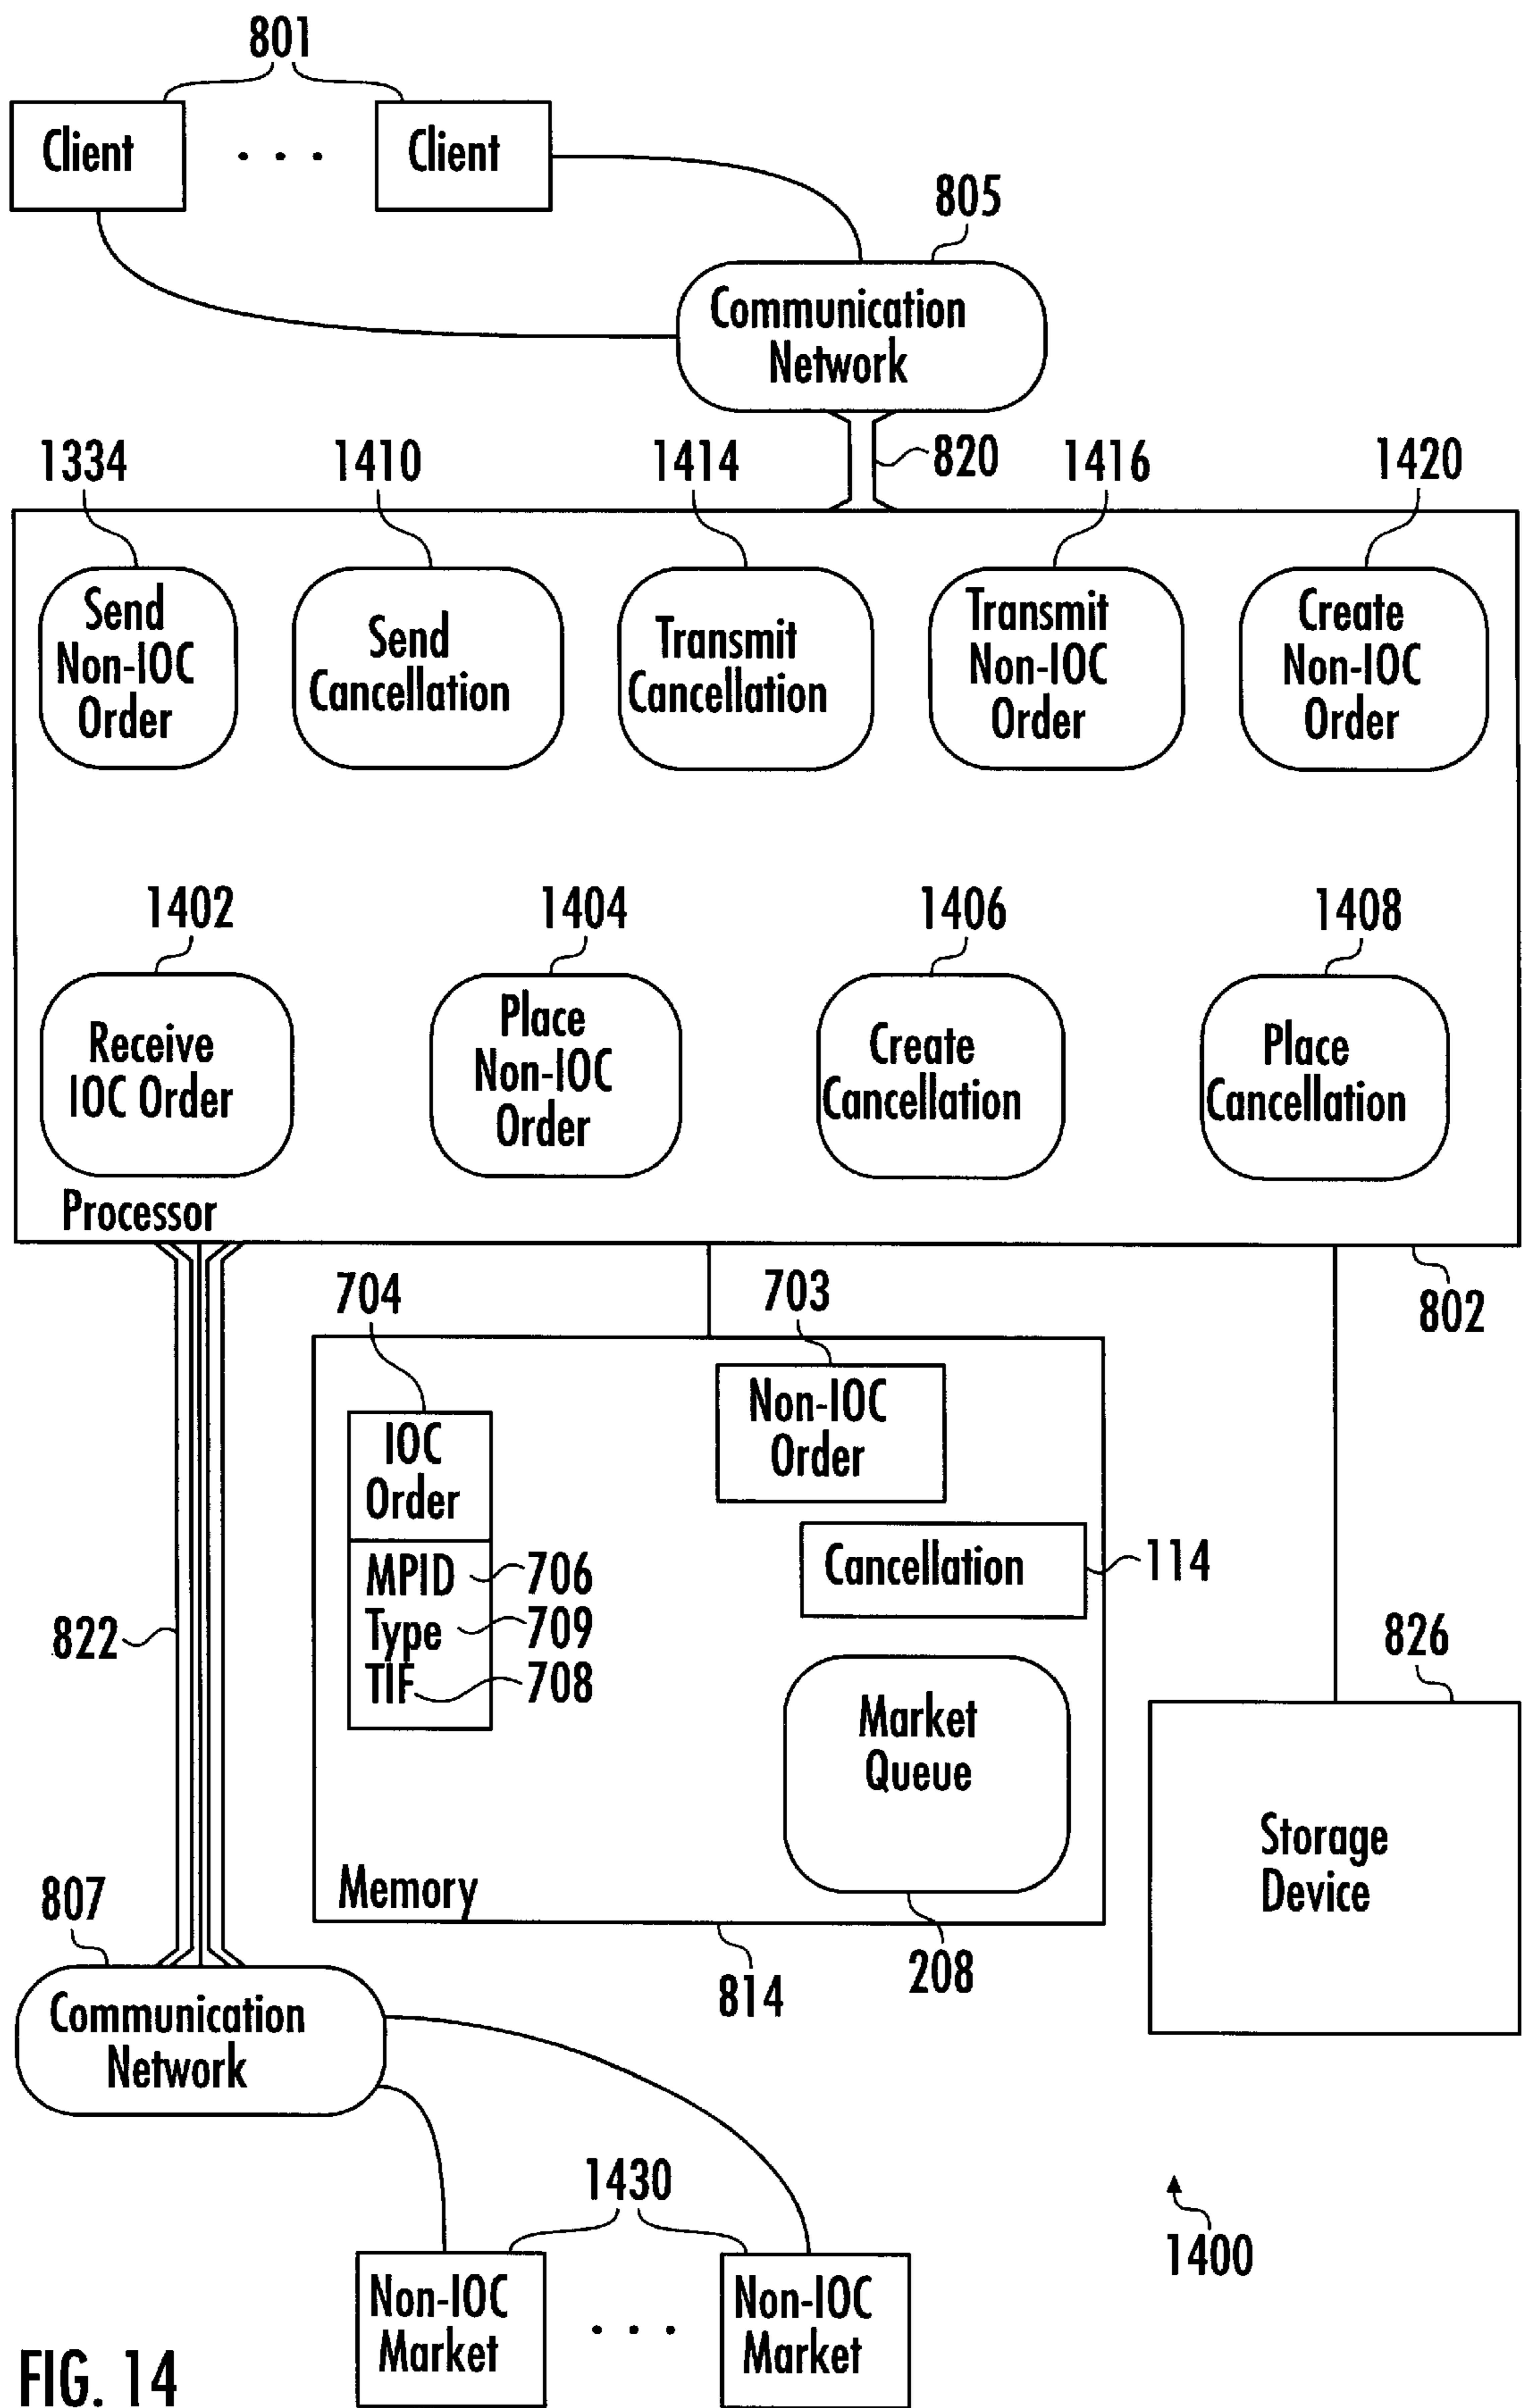 801
Client
. . .
Client
805
Communication
Network
820
1334
1410
1414
1416
1420
Send
Non-IOC
Order
Send
Cancellation
Transmit
Cancellation
Transmit
Non-IOC
Order
Create
Non-IOC
Order
1402
1404
1406
1408
Receive
IOC Order
Place
Non-IOC
Order
Create
Cancellation
Place
Cancellation
Processor
802
704
703
IOC
Order
Non-IOC
Order
MPID
706
Type
709
TIF
708
Cancellation
114
822
826
Market
Queue
Storage
Device
Memory
208
814
807
Communication
Network
1430
1400
Non-IOC
Market
. . .
Non-IOC
Market
FIG. 14